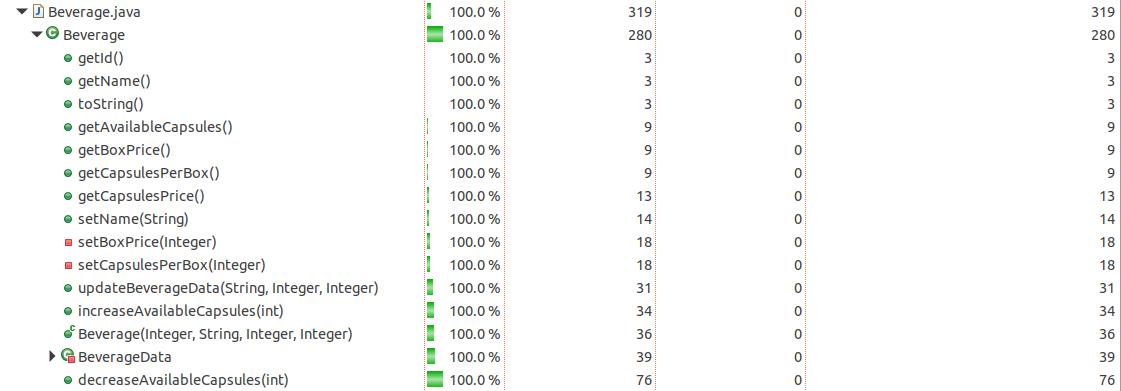 Beverage.java 100.0 % 319 0 319
Beverage 100.0 % 280 0 280
getId() 100.0 % 3 0 3
getName() 100.0 % 3 0 3
toString() 100.0 % 3 0 3
getAvailableCapsules() 100.0 % 9 0 9
getBoxPrice() 100.0 % 9 0 9
getCapsulesPerBox() 100.0 % 9 0 9
getCapsulesPrice() 100.0 % 13 0 13
setName(String) 100.0 % 14 0 14
setBoxPrice(Integer) 100.0 % 18 0 18
setCapsulesPerBox(Integer) 100.0 % 18 0 18
updateBeverageData(String, Integer, Integer) 100.0 % 31 0 31
increaseAvailableCapsules(int) 100.0 % 34 0 34
Beverage(Integer, String, Integer, Integer) 100.0 % 36 0 36
BeverageData 100.0 % 39 0 39
decreaseAvailableCapsules(int) 100.0 % 76 0 76